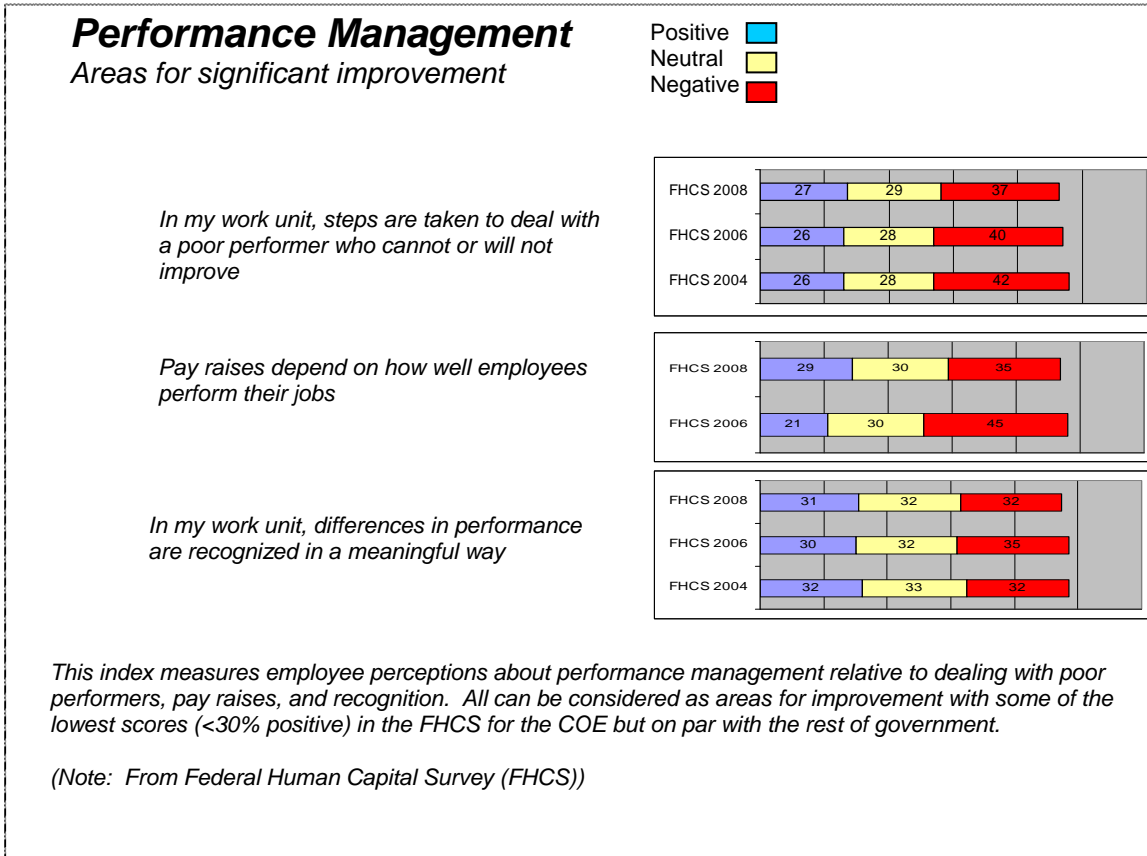 Performance Management
Areas for significant improvement
Positive
Neutral
Negative
In my work unit, steps are taken to deal with
a poor performer who cannot or will not
improve
FHCS 2008 27 29 37
FHCS 2006 26 28 40
FHCS 2004 26 28 42
Pay raises depend on how well employees
perform their jobs
FHCS 2008 29 30 35
FHCS 2006 21 30 45
In my work unit, differences in performance
are recognized in a meaningful way
FHCS 2008 31 32 32
FHCS 2006 30 32 35
FHCS 2004 32 33 32
This index measures employee perceptions about performance management relative to dealing with poor
performers, pay raises, and recognition.  All can be considered as areas for improvement with some of the
lowest scores (<30% positive) in the FHCS for the COE but on par with the rest of government.
(Note:  From Federal Human Capital Survey (FHCS))